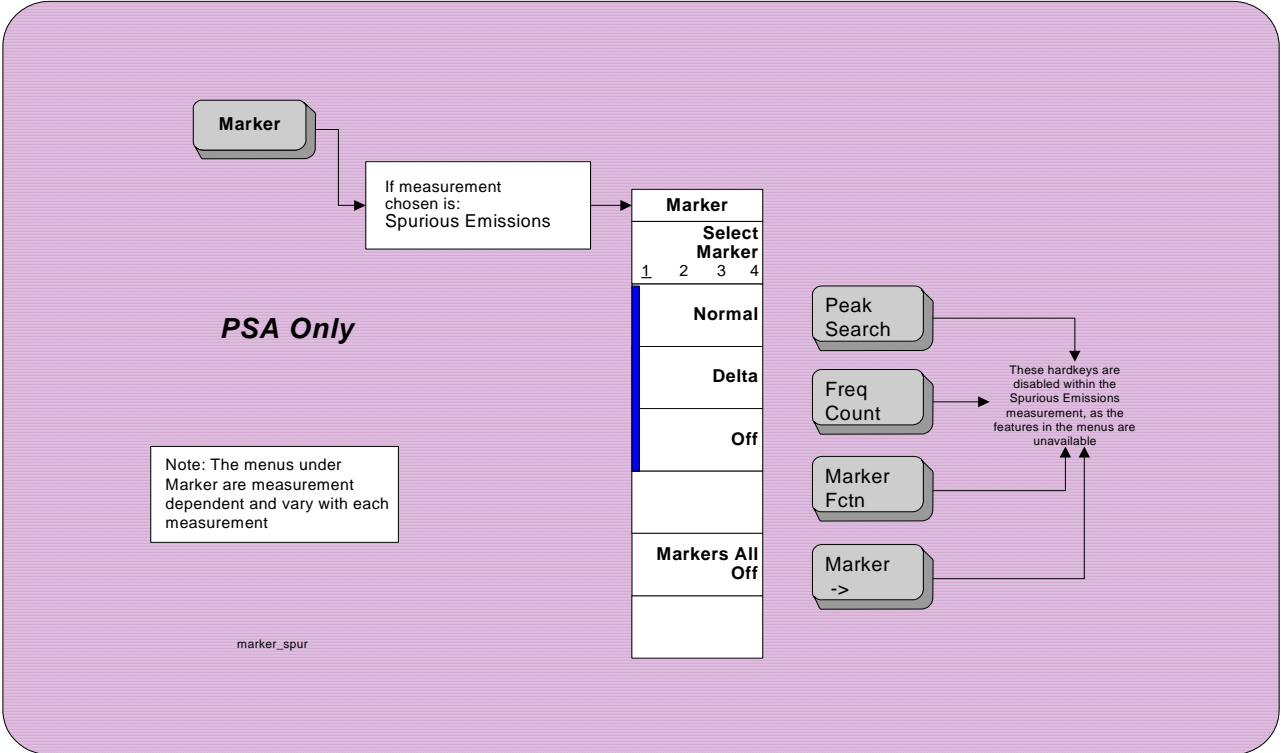 Marker
If measurement
chosen is:
Spurious Emissions
Marker
Select
Marker
1 2 3 4
Normal
Delta
Off
Markers All
Off
PSA Only
Note: The menus under
Marker are measurement
dependent and vary with each
measurement
marker_spur
Peak
Search
Freq
Count
Marker
Fctn
Marker
->
These hardkeys are
disabled within the
Spurious Emissions
measurement, as the
features in the menus are
unavailable